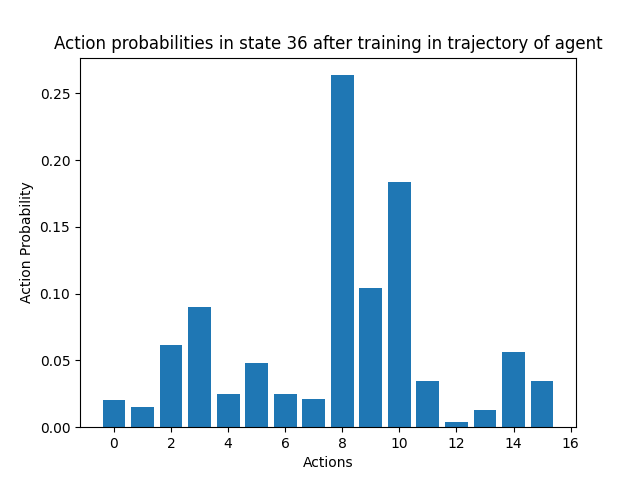 Action probabilities in state 36 after training in trajectory of agent
Action Probability
0.25
0.20
0.15
0.10
0.05
0.00
0 2 4 6 8 10 12 14 16
Actions